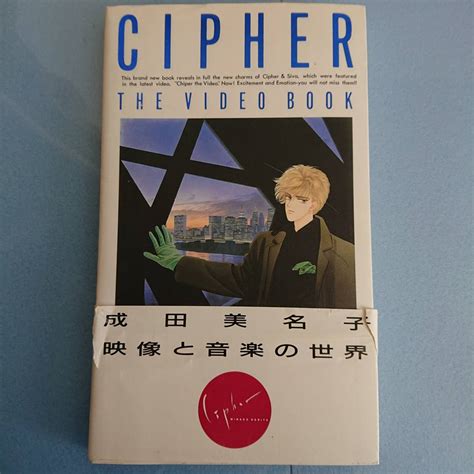 CIPHER
This brand new book reveals in full the new charms of Cipher & Siva, which were featured
in the latest video, "Chiper the Video." Now! Excitement and Emotion-you will not miss them!!
THE VIDEO BOOK
成田美名子
映像と音楽の世界
Cipher
MINAKO NARITA